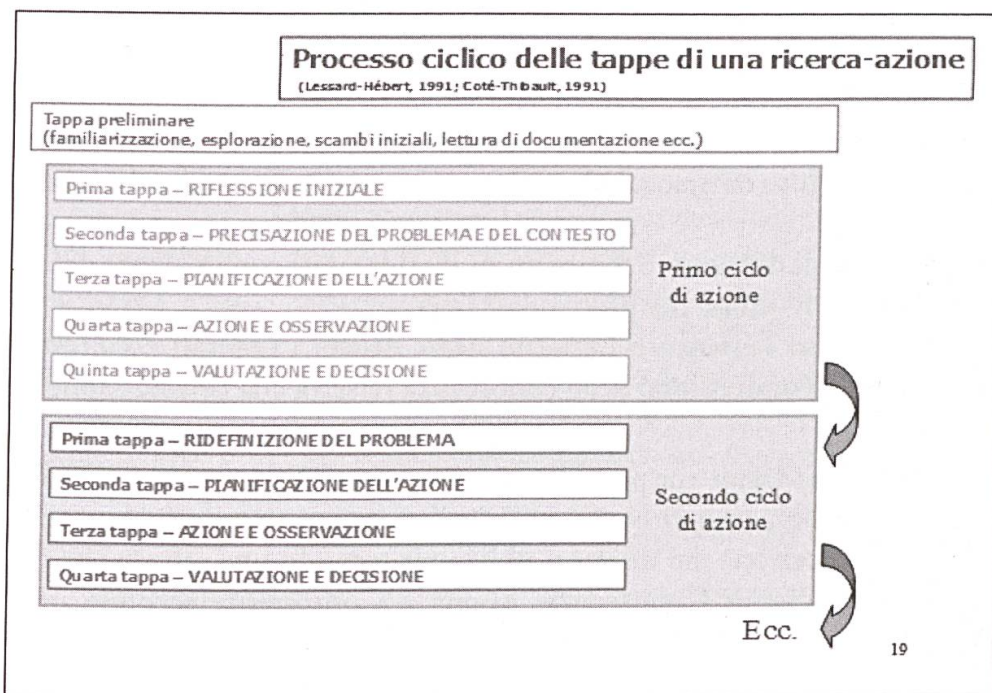 Processo ciclico delle tappe di una ricerca-azione
(Lessard-Hébert, 1991; Coté-Thibault, 1991)
Tappa preliminare
(familiarizzazione, esplorazione, scambi iniziali, lettura di documentazione ecc.)
Prima tappa – RIFLESSIONE INIZIALE
Seconda tappa – PRECISAZIONE DEL PROBLEMA E DEL CONTESTO
Terza tappa – PIANIFICAZIONE DELL'AZIONE
Quarta tappa – AZIONE E OSSERVAZIONE
Quinta tappa – VALUTAZIONE E DECISIONE
Primo ciclo
di azione
Prima tappa – RIDEFINIZIONE DEL PROBLEMA
Seconda tappa – PIANIFICAZIONE DELL'AZIONE
Terza tappa – AZIONE E OSSERVAZIONE
Quarta tappa – VALUTAZIONE E DECISIONE
Secondo ciclo
di azione
Ecc.
19